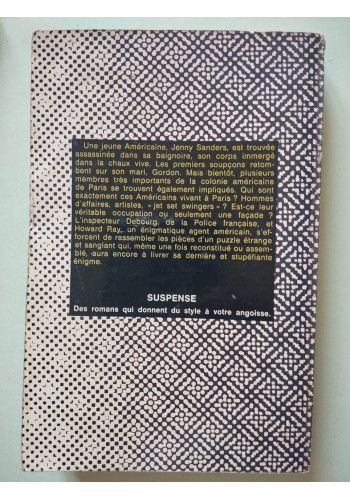 Une jeune Américaine, Jenny Sanders, est trouvée
assassinée dans sa baignoire, son corps immergé
dans la chaux vive. Les premiers soupçons retom-
bent sur son mari, Gordon. Mais bientôt, plusieurs
membres très importants de la colonie américaine
de Paris se trouvent également impliqués. Qui sont
exactement ces Américains vivant à Paris ? Hommes
d'affaires, artistes, « jet set swingers » ? Est-ce leur
véritable occupation ou seulement une façade ?
L'inspecteur Debourg, de la Police française, et
Howard Ray, un énigmatique agent américain, s'ef-
forcent de rassembler les pièces d'un puzzle étrange
et sanglant qui, même une fois reconstitué ou assem-
blé, aura encore à livrer sa dernière et stupéfiante
énigme.
SUSPENSE
Des romans qui donnent du style à votre angoisse.